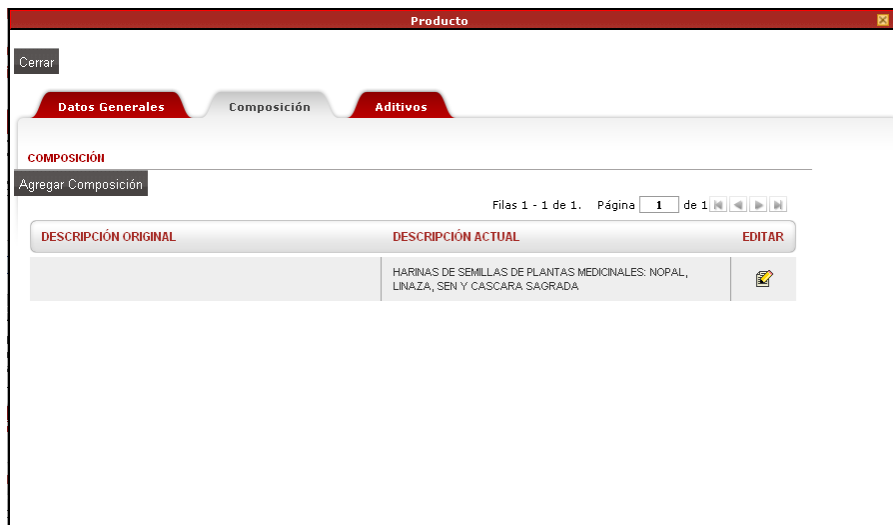 Producto
Cerrar
Datos Generales
Composición
Aditivos
COMPOSICIÓN
Agregar Composición
Filas 1 - 1 de 1. Página 1 de 1
DESCRIPCIÓN ORIGINAL DESCRIPCIÓN ACTUAL EDITAR
HARINAS DE SEMILLAS DE PLANTAS MEDICINALES: NOPAL,
LINAZA, SEN Y CASCARA SAGRADA